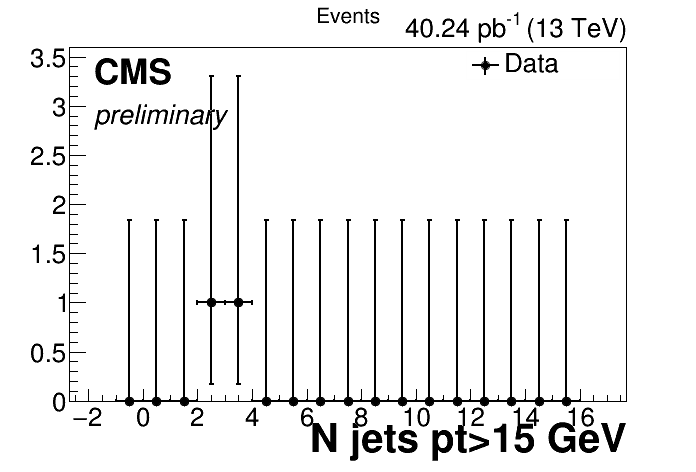 Events
40.24 pb-1 (13 TeV)
CMS
preliminary
Data
3.5
3
2.5
2
1.5
1
0.5
0
−2 0 2 4 6 8 10 12 14 16
N jets pt>15 GeV